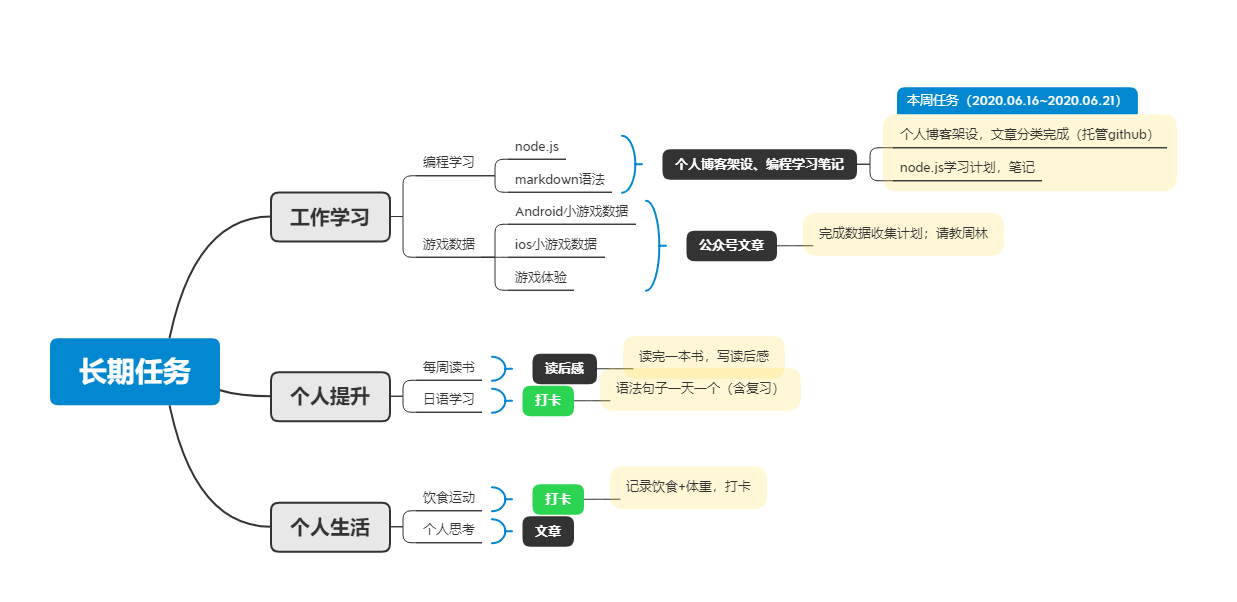 长期任务
工作学习
编程学习
node.js
markdown语法
个人博客架设、编程学习笔记
本周任务（2020.06.16~2020.06.21）
个人博客架设，文章分类完成（托管github）
node.js学习计划，笔记
游戏数据
Android小游戏数据
ios小游戏数据
游戏体验
公众号文章
完成数据收集计划；请教周林
个人提升
每周读书
读后感
读完一本书，写读后感
日语学习
打卡
语法句子一天一个（含复习）
个人生活
饮食运动
打卡
记录饮食+体重，打卡
个人思考
文章